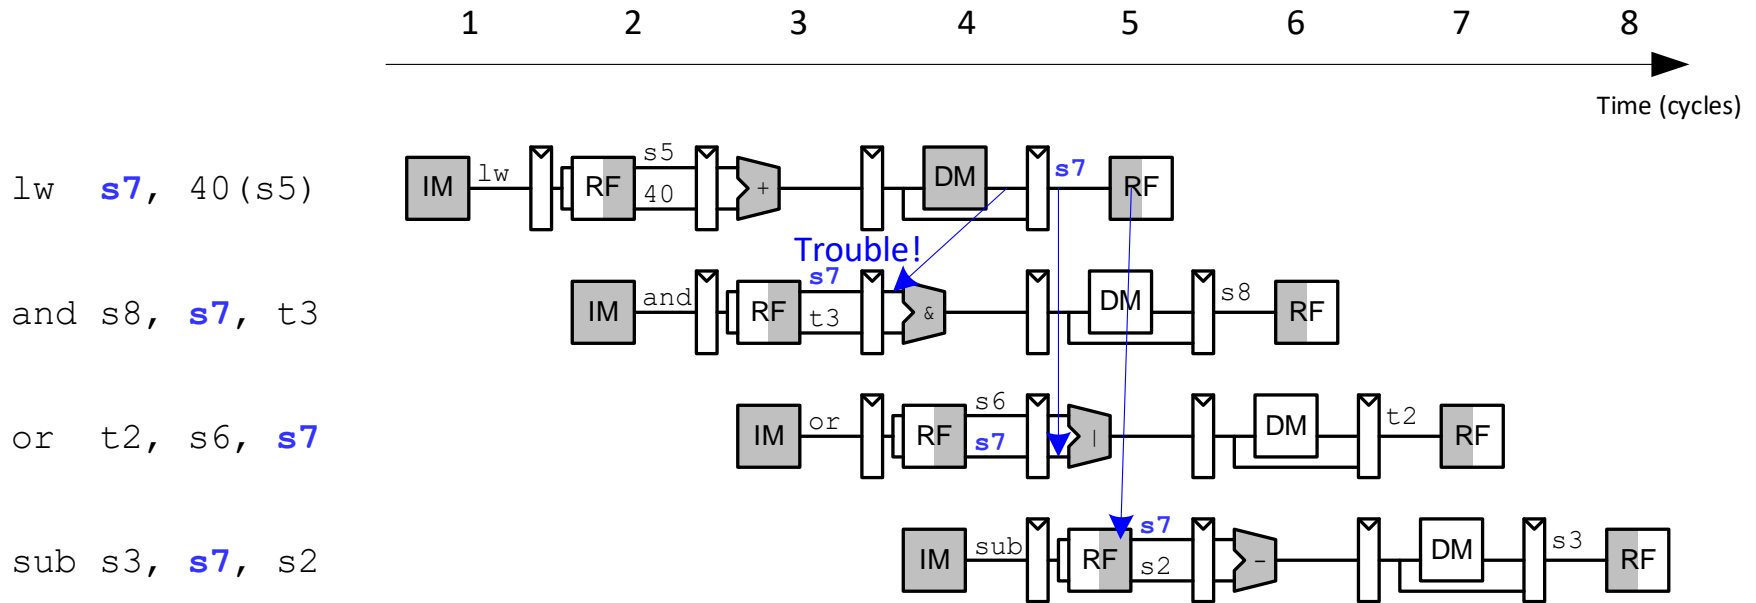 1 2 3 4 5 6 7 8
Time (cycles)
lw s7, 40(s5)
IM lw RF s5 40 + DM s7 RF
Trouble!
and s8, s7, t3
IM and RF s7 t3 & DM s8 RF
or t2, s6, s7
IM or RF s6 s7 | DM t2 RF
sub s3, s7, s2
IM sub RF s7 s2 - DM s3 RF